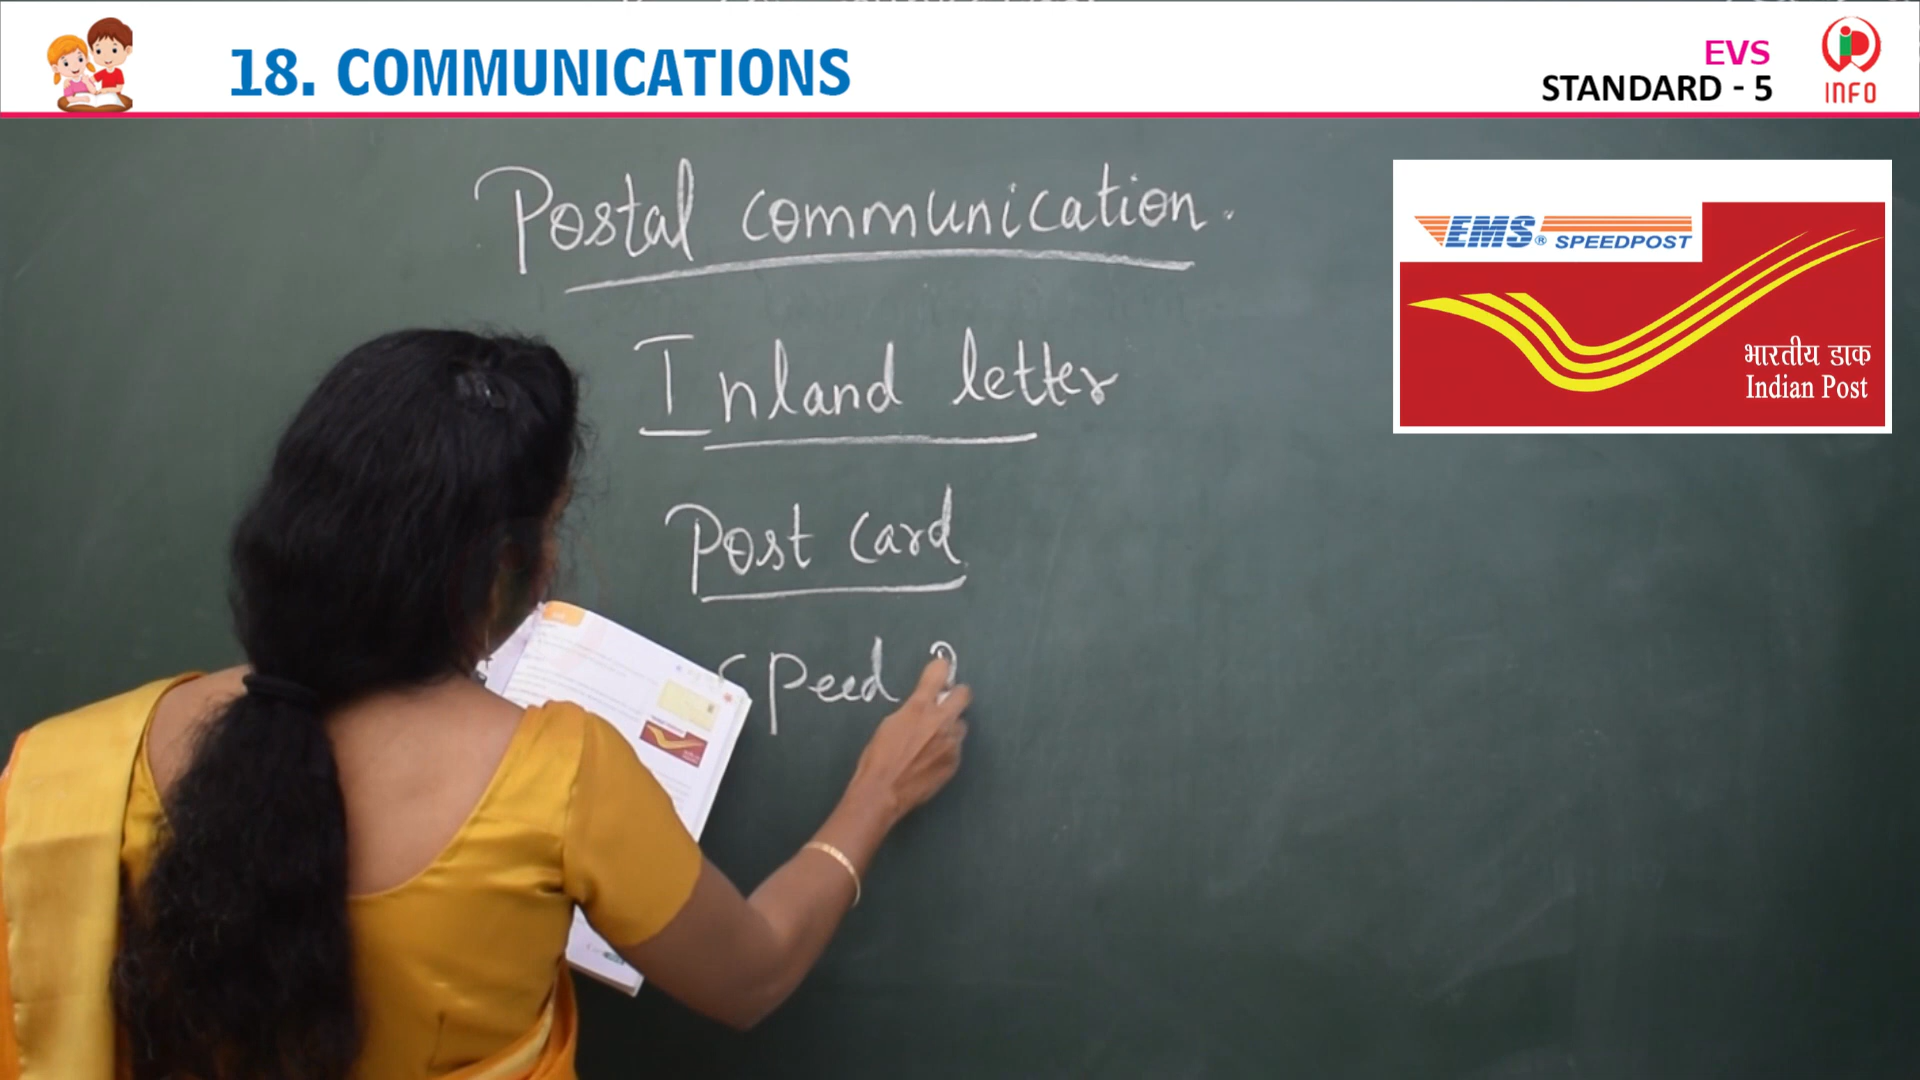 18. COMMUNICATIONS
EVS
STANDARD - 5
INFO
Postal communication.
EMS® SPEEDPOST
भारतीय डाक
Indian Post
Inland letter
Post card
Speed